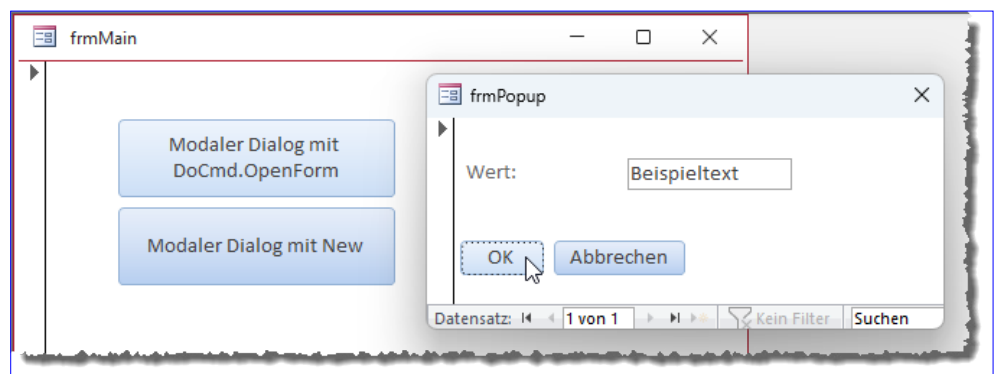 frmMain
Modaler Dialog mit
DoCmd.OpenForm
Modaler Dialog mit New
frmPopup
Wert: Beispieltext
OK Abbrechen
Datensatz: 1 von 1 Kein Filter Suchen